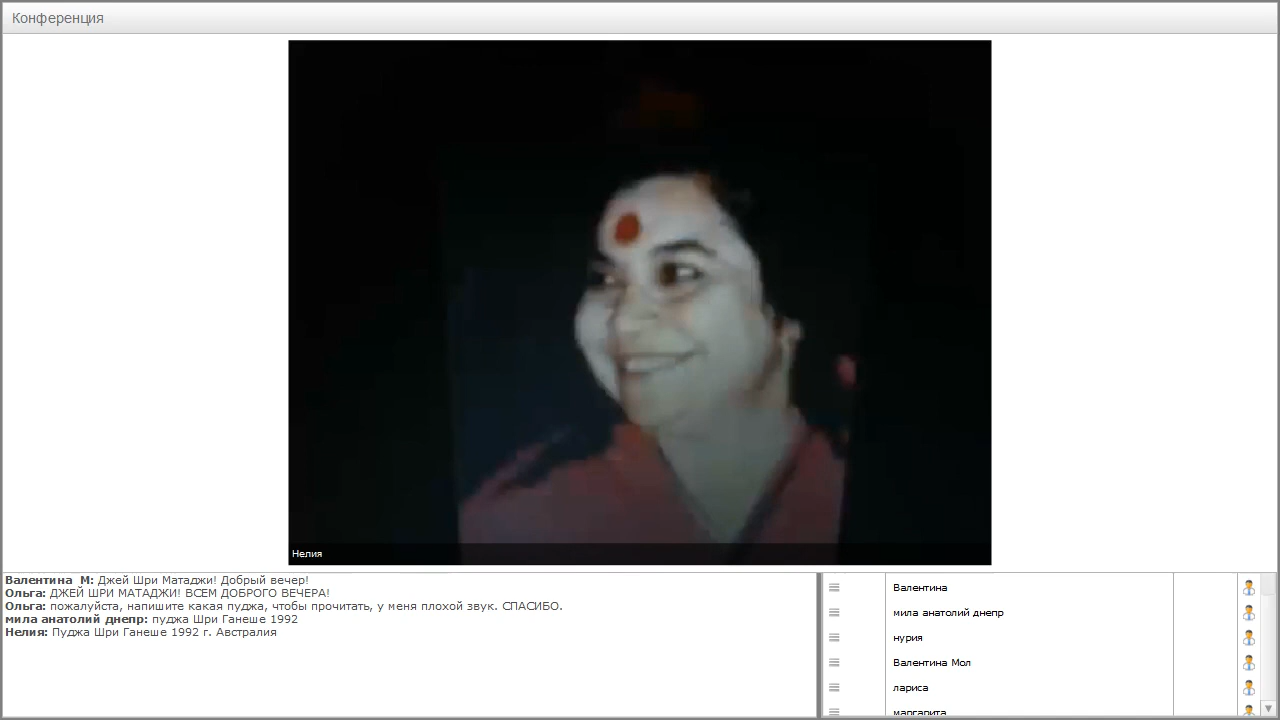 Конференция
Нелия
Валентина М: Джей Шри Матаджи! Добрый вечер!
Ольга: ДЖЕЙ ШРИ МАТАДЖИ! ВСЕМ ДОБРОГО ВЕЧЕРА!
Ольга: пожалуйста, напишите какая пуджа, чтобы прочитать, у меня плохой звук. СПАСИБО.
мила анатолий днепр: пуджа Шри Ганеше 1992
Нелия: Пуджа Шри Ганеше 1992 г. Австралия
Валентина
мила анатолий днепр
нурия
Валентина Мол
лариса
маргарита